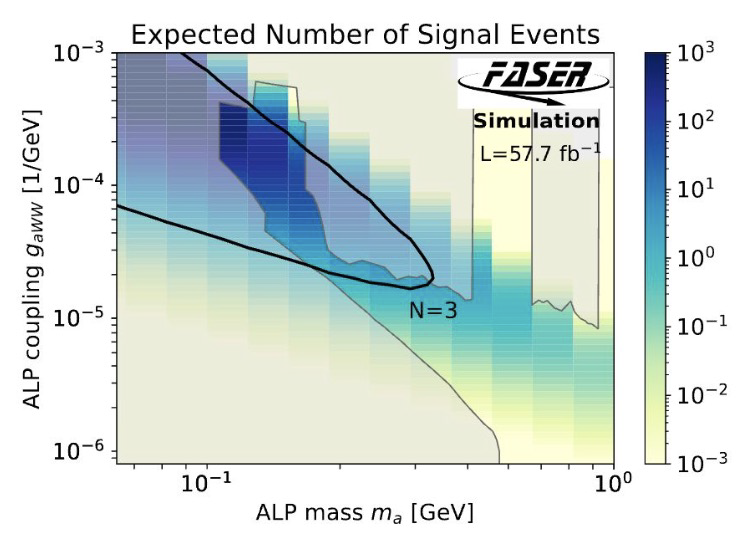 Expected Number of Signal Events
FASER
Simulation
L=57.7 fb⁻¹
N=3
ALP coupling g_aWW [1/GeV]
10⁻³
10⁻⁴
10⁻⁵
10⁻⁶
10⁻¹ 10⁰
ALP mass mₐ [GeV]
10³
10²
10¹
10⁰
10⁻¹
10⁻²
10⁻³